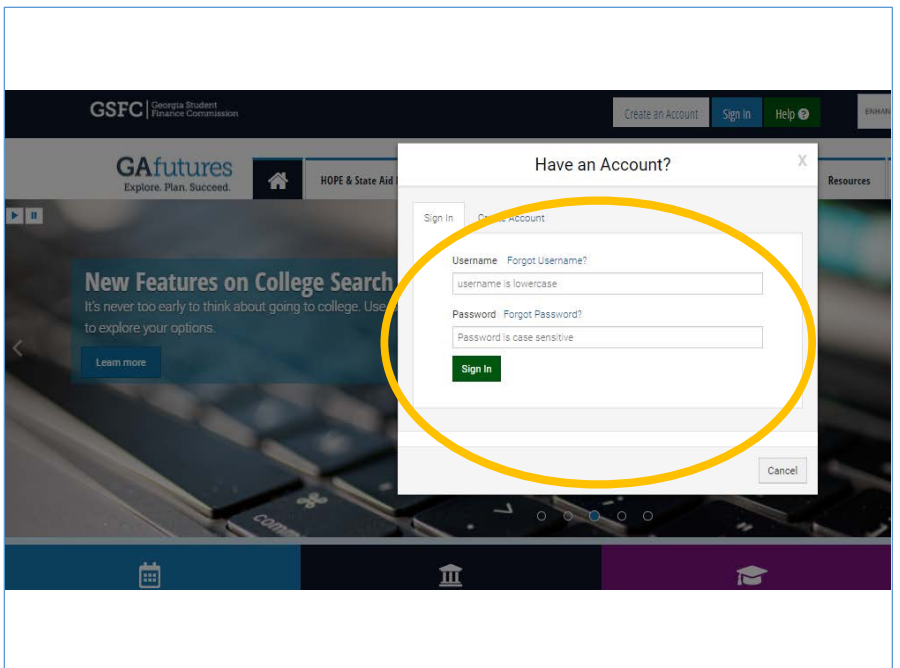 GSFC Georgia Student
Finance Commission
Create an Account Sign In Help
ENHAN
GAfutures
Explore. Plan. Succeed.
HOPE & State Aid
Resources
Have an Account? X
Sign In Create Account
Username Forgot Username?
username is lowercase
Password Forgot Password?
Password is case sensitive
Sign In
Cancel
New Features on College Search
It's never too early to think about going to college. Use
to explore your options.
Learn more
comm